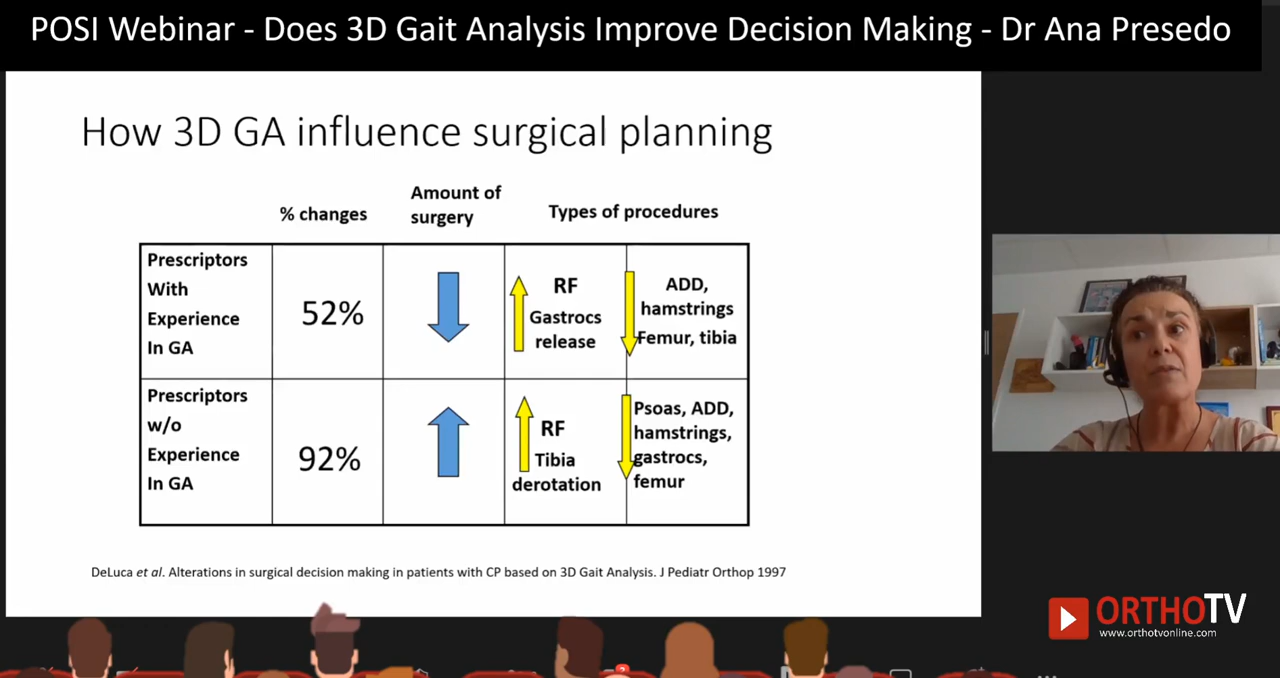 POSI Webinar - Does 3D Gait Analysis Improve Decision Making - Dr Ana Presedo
How 3D GA influence surgical planning
% changes
Amount of
surgery
Types of procedures
Prescriptors
With
Experience
In GA
52%
RF
Gastrocs
release
ADD,
hamstrings
Femur, tibia
Prescriptors
w/o
Experience
In GA
92%
RF
Tibia
derotation
Psoas, ADD,
hamstrings,
gastrocs,
femur
DeLuca et al. Alterations in surgical decision making in patients with CP based on 3D Gait Analysis. J Pediatr Orthop 1997
ORTHOTV
www.orthotvonline.com
2